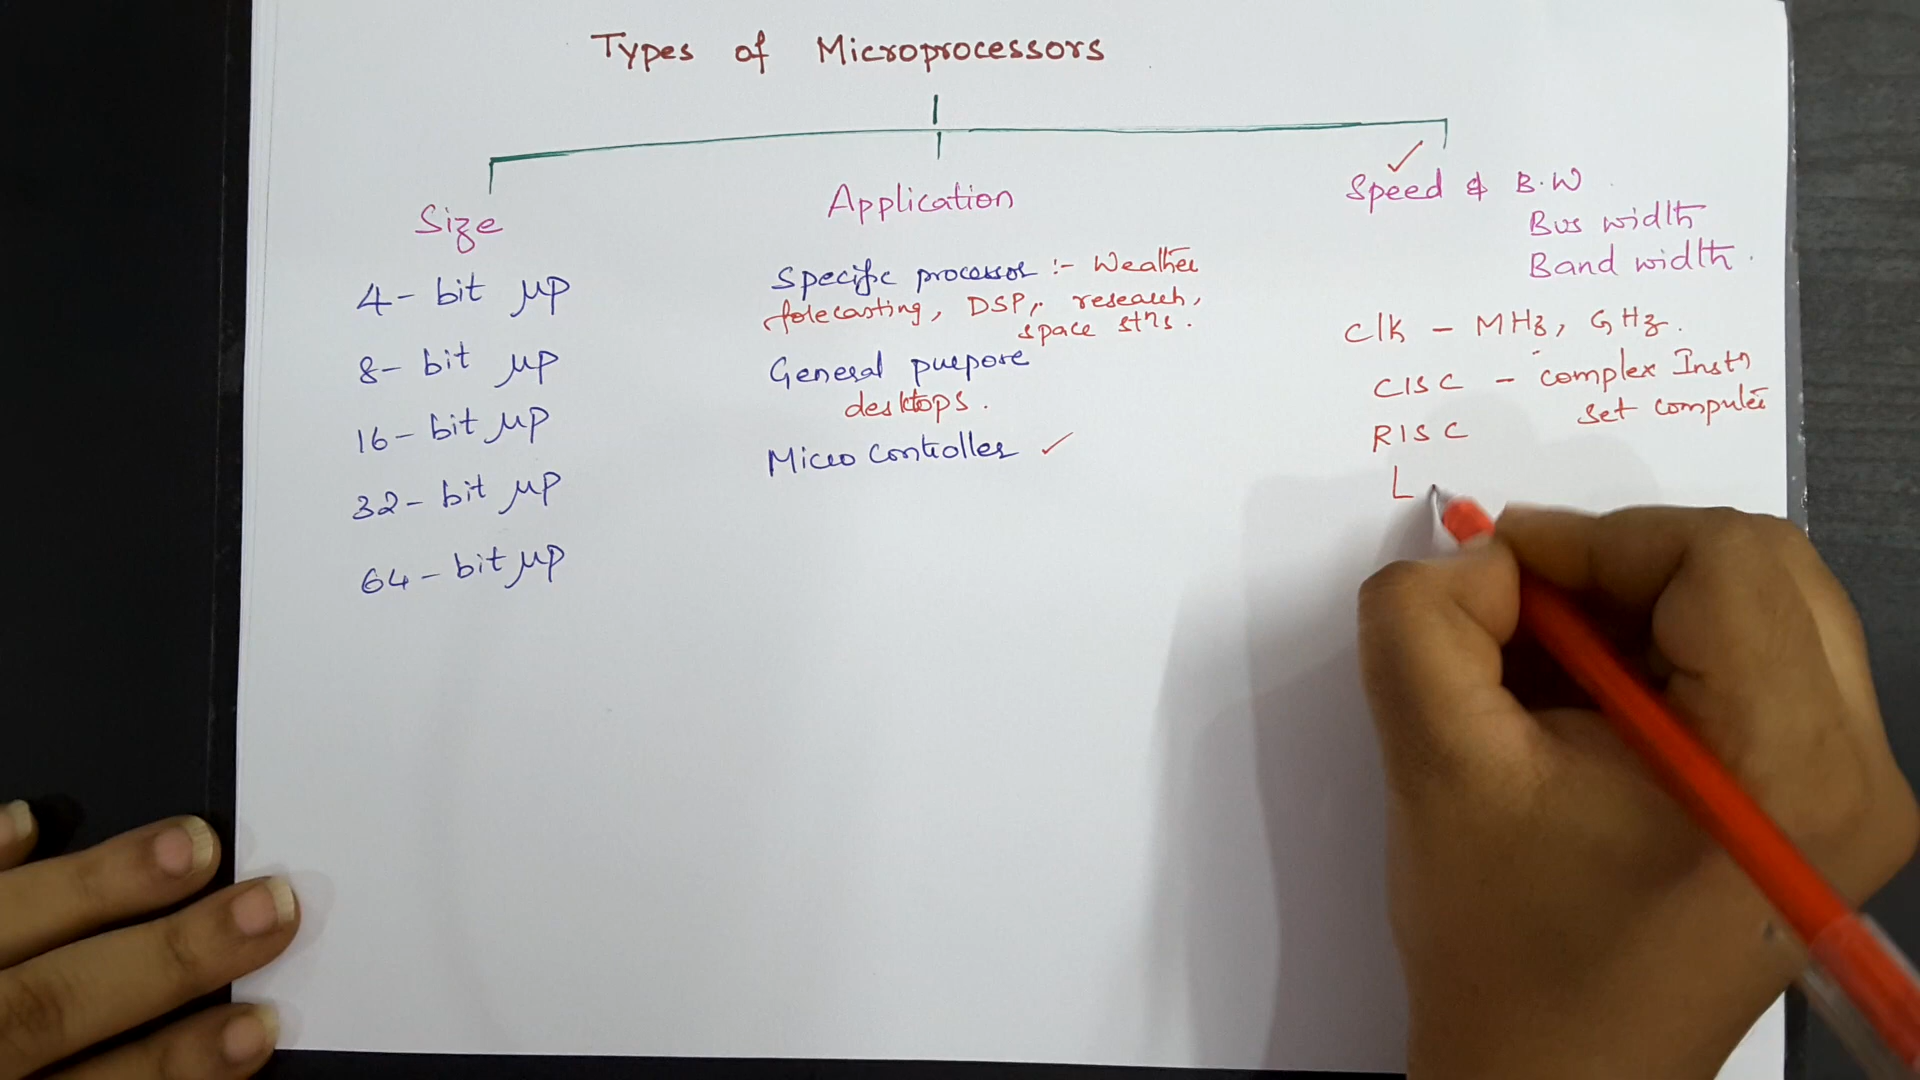 Types of Microprocessors
Size
4- bit μp
8- bit μp
16- bit μp
32- bit μp
64- bit μp
Application
Specific processor :- Weather
forecasting, DSP, research,
space stns.
General purpose
desktops.
Micro Controller ✓
✓
Speed & B.W
Bus width
Band width.
Clk - MHz, GHz.
CISC - complex Instn
Set computer
RISC
L